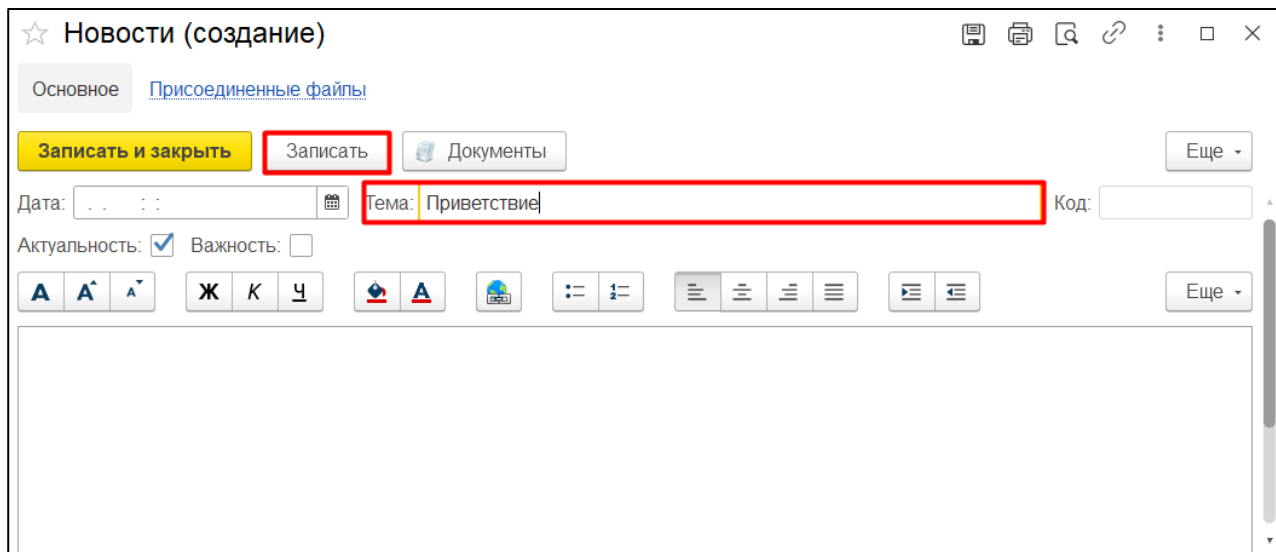 Новости (создание)
Основное Присоединенные файлы
Записать и закрыть Записать Документы Еще
Дата: . . : : Тема: Приветствие Код:
Актуальность: Важность:
А А А Ж К Ч А Еще